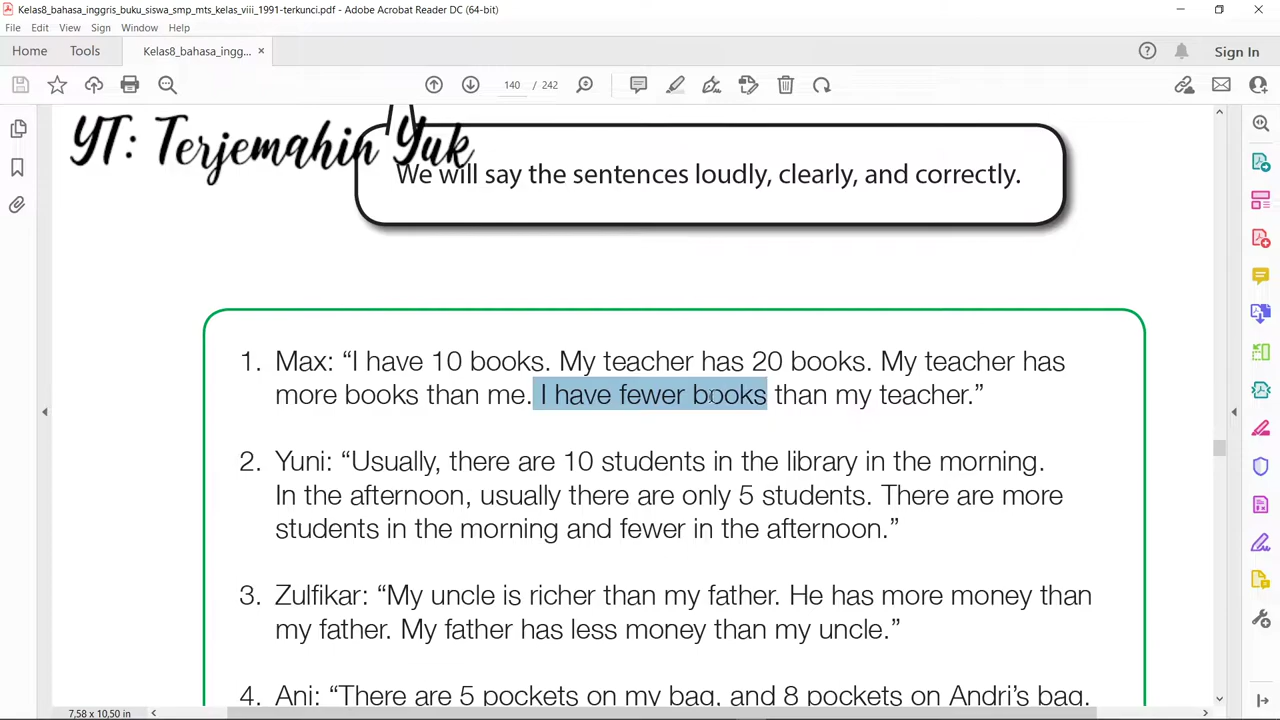 Kelas8_bahasa_inggris_buku_siswa_smp_mts_kelas_viii_1991-terkunci.pdf - Adobe Acrobat Reader DC (64-bit)
File Edit View Sign Window Help
Home Tools Kelas8_bahasa_ingg... × Sign In
140 / 242
YT: Terjemahin Yuk
We will say the sentences loudly, clearly, and correctly.
1. Max: “I have 10 books. My teacher has 20 books. My teacher has
more books than me. I have fewer books than my teacher.”
2. Yuni: “Usually, there are 10 students in the library in the morning.
In the afternoon, usually there are only 5 students. There are more
students in the morning and fewer in the afternoon.”
3. Zulfikar: “My uncle is richer than my father. He has more money than
my father. My father has less money than my uncle.”
4. Ani: “There are 5 pockets on my bag, and 8 pockets on Andri’s bag.
7,58 x 10,50 in